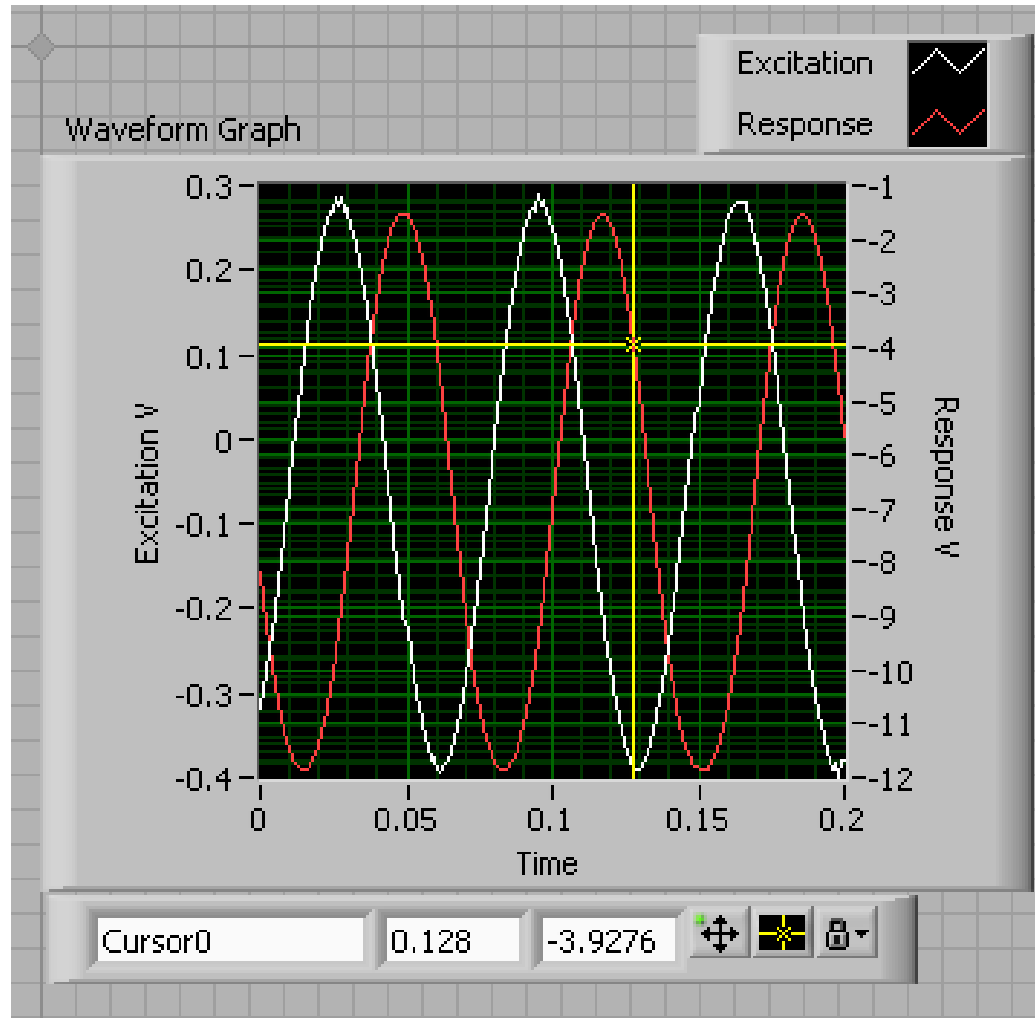 Excitation
Response
Waveform Graph
0.3
0.2
0.1
0
-0.1
-0.2
-0.3
-0.4
Excitation V
-1
-2
-3
-4
-5
-6
-7
-8
-9
-10
-11
-12
Response V
0 0.05 0.1 0.15 0.2
Time
Cursor0 0.128 -3.9276